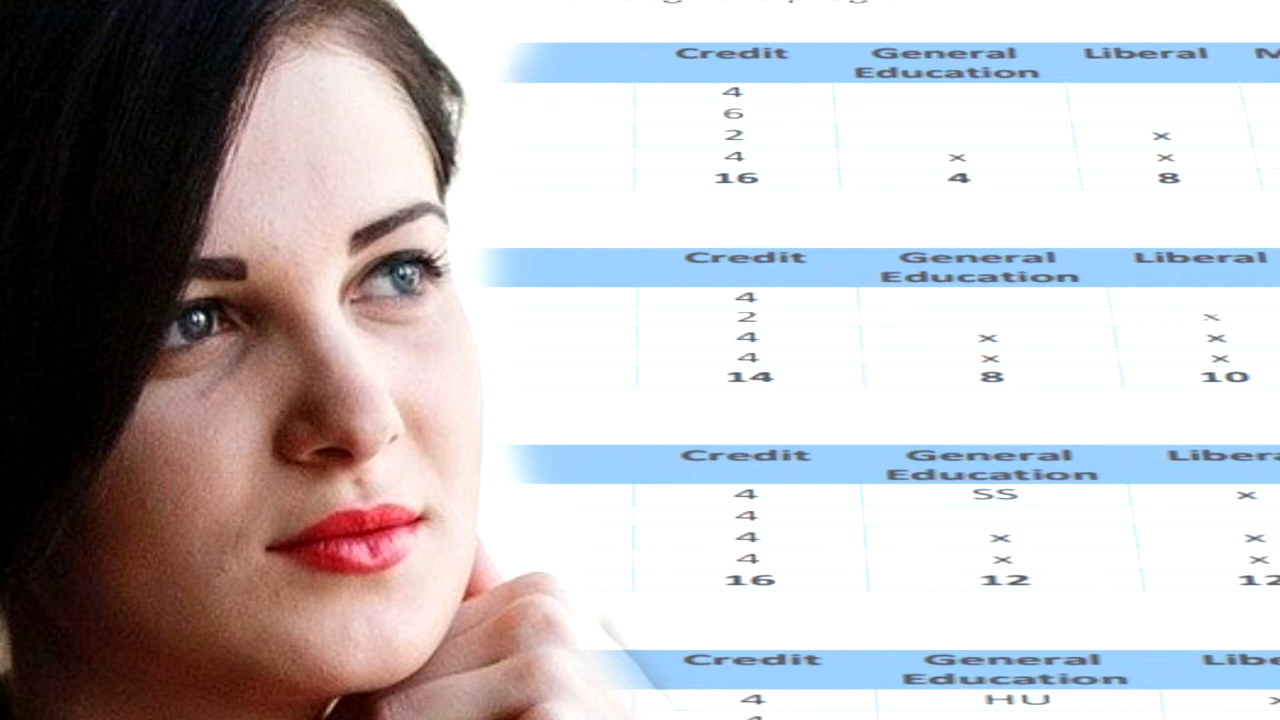 Credit General Liberal
Education
4
6
2 x
4 x x
16 4 8
Credit General Liberal
Education
4
2 x
4 x x
4 x x
14 8 10
Credit General
Education
4 SS x
4
4 x x
4 x x
16 12 12
Credit General
Education
4 HU